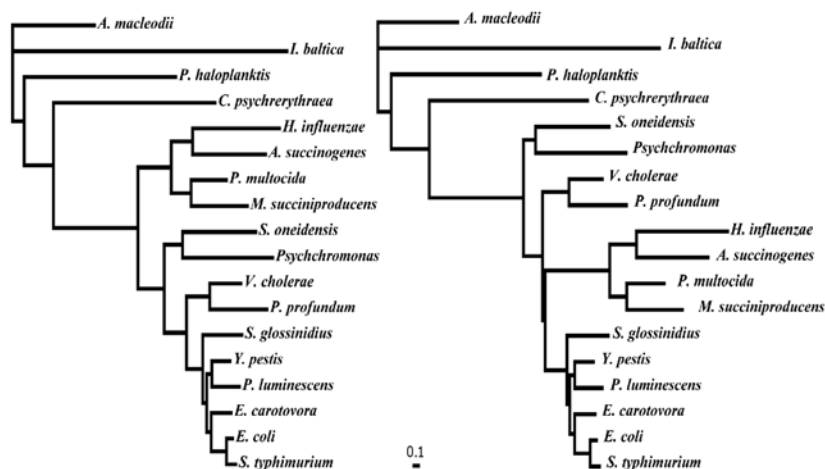 A. macleodii
I. baltica
P. haloplanktis
C. psychrerythraea
H. influenzae
A. succinogenes
P. multocida
M. succiniproducens
S. oneidensis
Psychchromonas
V. cholerae
P. profundum
S. glossinidius
Y. pestis
P. luminescens
E. carotovora
E. coli
S. typhimurium
0.1
A. macleodii
I. baltica
P. haloplanktis
C. psychrerythraea
S. oneidensis
Psychchromonas
V. cholerae
P. profundum
H. influenzae
A. succinogenes
P. multocida
M. succiniproducens
S. glossinidius
Y. pestis
P. luminescens
E. carotovora
E. coli
S. typhimurium